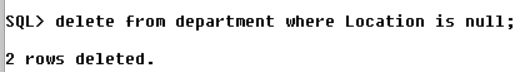 SQL> delete from department where Location is null;
2 rows deleted.